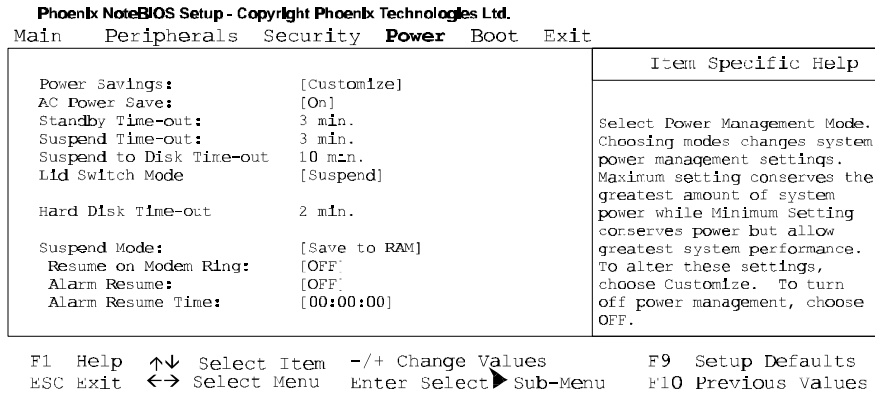 Phoenix NoteBIOS Setup - Copyright Phoenix Technologies Ltd.
Main Peripherals Security Power Boot Exit
Power Savings: [Customize]
AC Power Save: [On]
Standby Time-out: 3 min.
Suspend Time-out: 3 min.
Suspend to Disk Time-out 10 min.
Lid Switch Mode [Suspend]
Hard Disk Time-out 2 min.
Suspend Mode: [Save to RAM]
Resume on Modem Ring: [OFF]
Alarm Resume: [OFF]
Alarm Resume Time: [00:00:00]
Item Specific Help
Select Power Management Mode.
Choosing modes changes system
power management settings.
Maximum setting conserves the
greatest amount of system
power while Minimum Setting
conserves power but allow
greatest system performance.
To alter these settings,
choose Customize. To turn
off power management, choose
OFF.
F1 Help ↑↓ Select Item -/+ Change Values F9 Setup Defaults
ESC Exit ←→ Select Menu Enter Select▶Sub-Menu F10 Previous Values